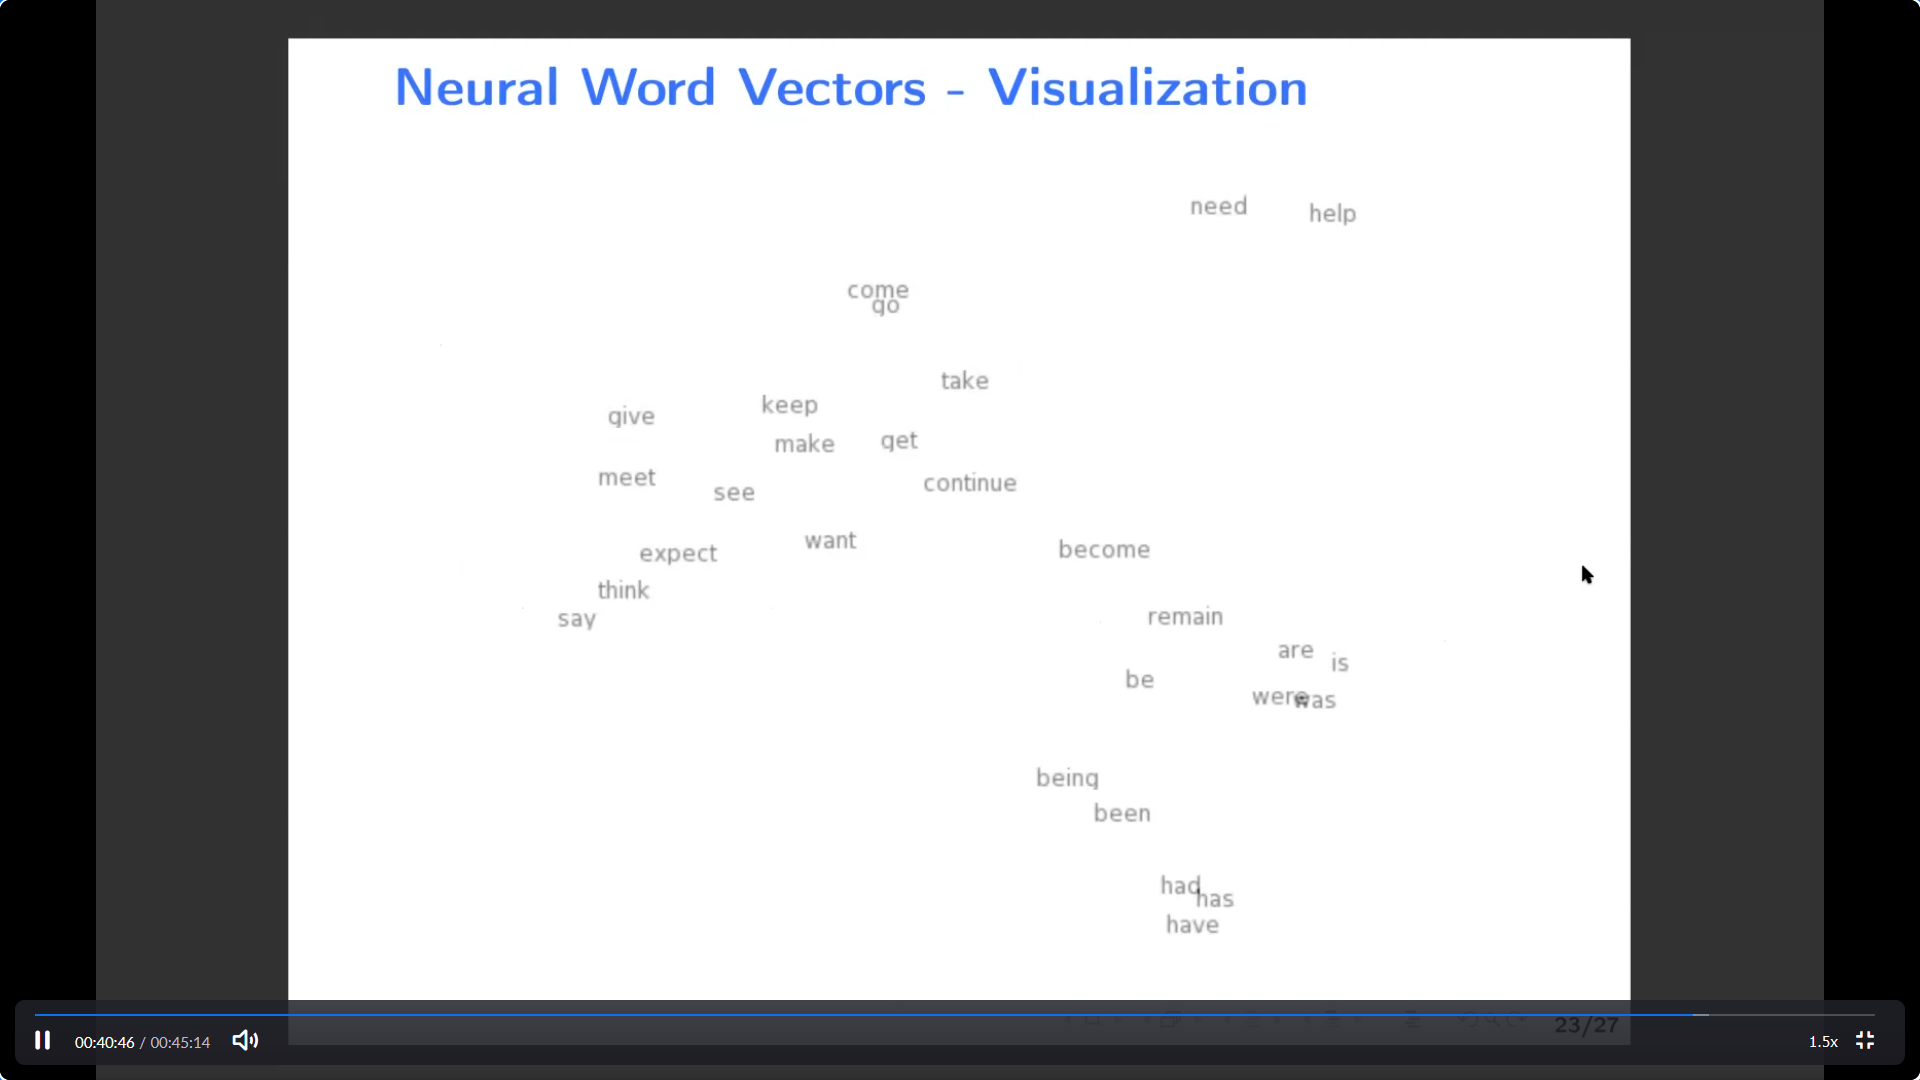 Neural Word Vectors - Visualization
need help
come
go
take
give keep
make get
meet see continue
want
expect become
think
say remain
are is
be were was
being
been
had has
have
23/27
00:40:46 / 00:45:14 1.5x